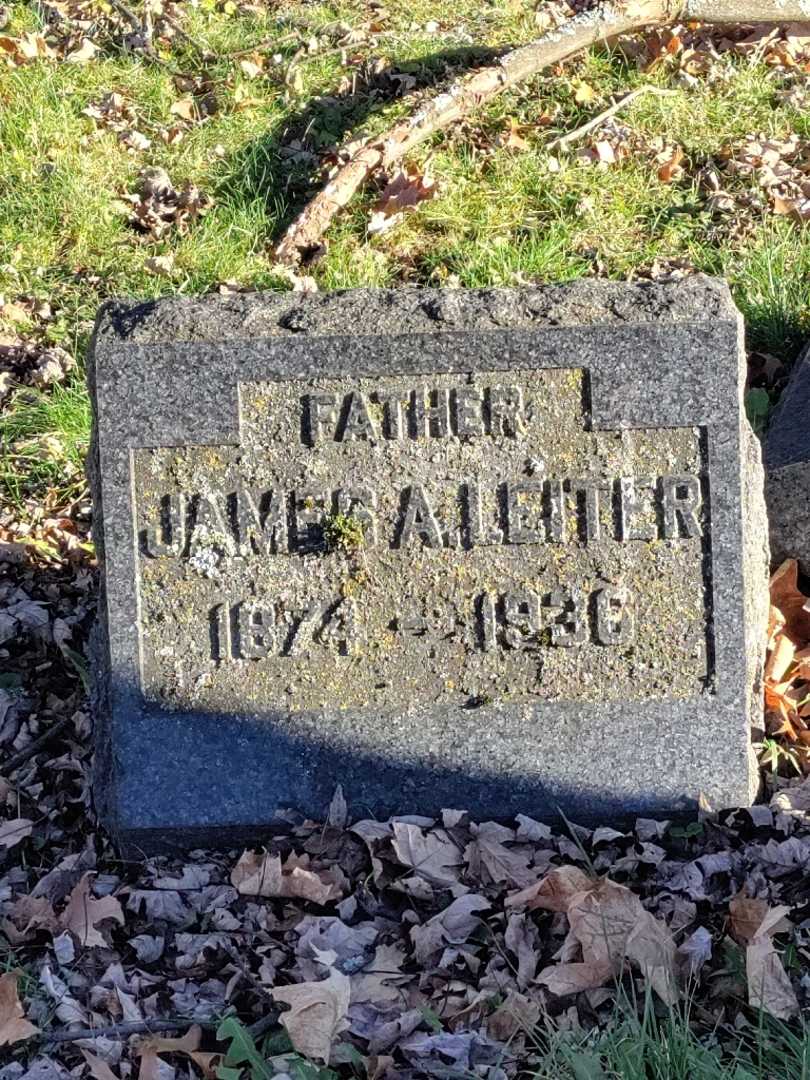 FATHER
JAMES A. LEITER
1874 - 1936